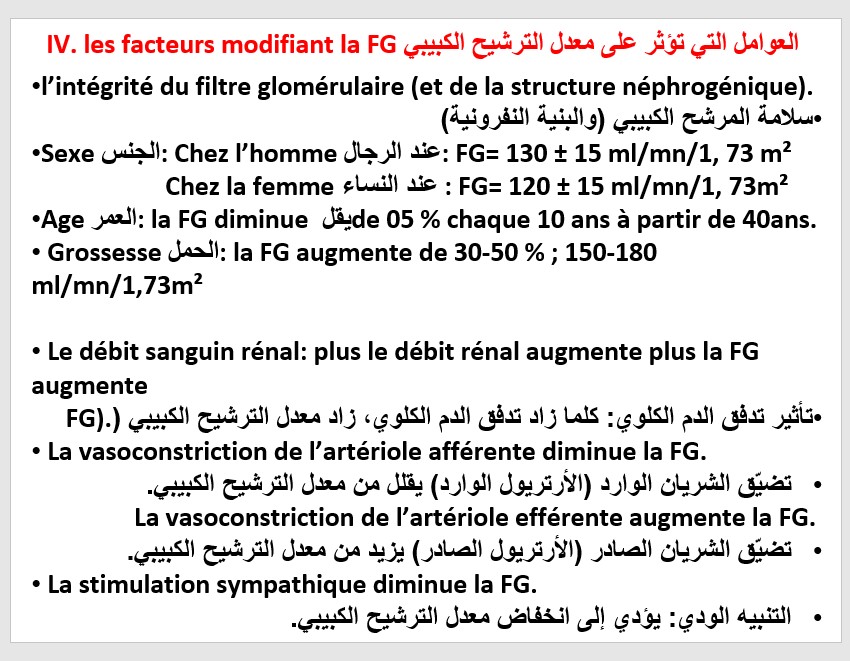 IV. les facteurs modifiant la FG العوامل التي تؤثر على معدل الترشيح الكبيبي
•l’intégrité du filtre glomérulaire (et de la structure néphrogénique).
•سلامة المرشح الكبيبي (والبنية النفرونية)
•Sexe الجنس: Chez l’homme عند الرجال: FG= 130 ± 15 ml/mn/1, 73 m²
Chez la femme عند النساء : FG= 120 ± 15 ml/mn/1, 73m²
•Age العمر: la FG diminue يقلde 05 % chaque 10 ans à partir de 40ans.
• Grossesse الحمل: la FG augmente de 30-50 % ; 150-180
ml/mn/1,73m²
• Le débit sanguin rénal: plus le débit rénal augmente plus la FG
augmente
•تأثير تدفق الدم الكلوي: كلما زاد تدفق الدم الكلوي، زاد معدل الترشيح الكبيبي (.(FG
• La vasoconstriction de l’artériole afférente diminue la FG.
• تضيّق الشريان الوارد (الأرتريول الوارد) يقلل من معدل الترشيح الكبيبي.
La vasoconstriction de l’artériole efférente augmente la FG.
• تضيّق الشريان الصادر (الأرتريول الصادر) يزيد من معدل الترشيح الكبيبي.
• La stimulation sympathique diminue la FG.
• التنبيه الودي: يؤدي إلى انخفاض معدل الترشيح الكبيبي.